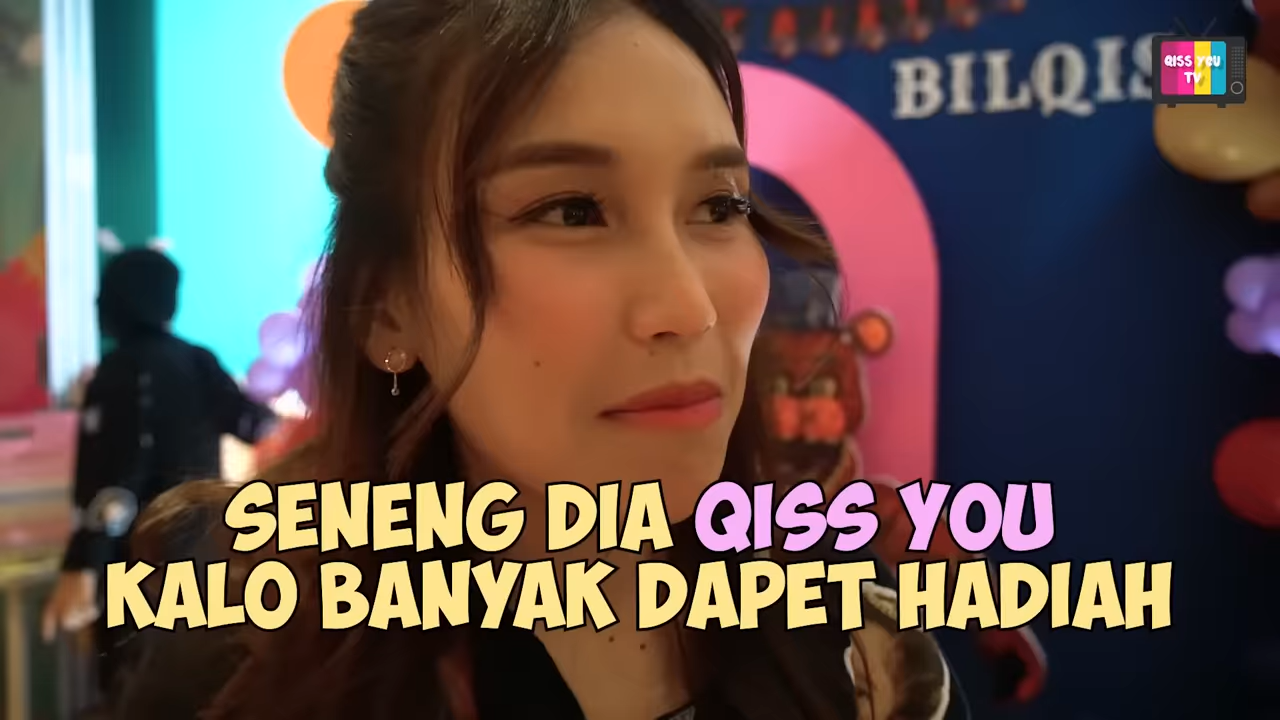 BILQIS
QISS YOU
TV
SENENG DIA QISS YOU
KALO BANYAK DAPET HADIAH